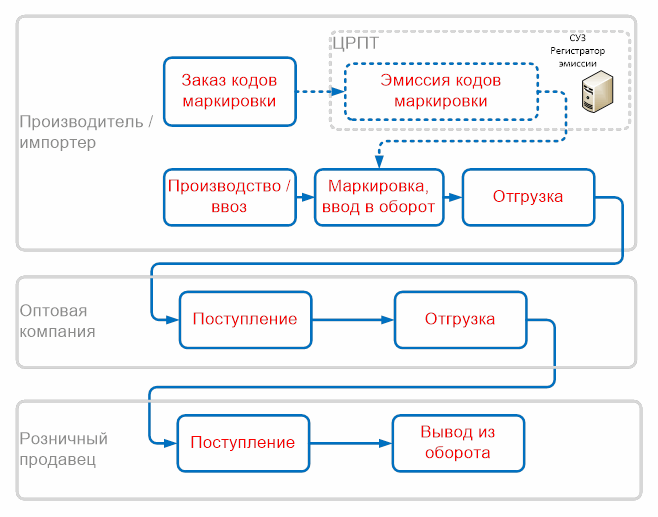 ЦРПТ
СУЗ
Регистратор
эмиссии
Заказ кодов
маркировки
Эмиссия кодов
маркировки
Производитель /
импортер
Производство /
ввоз
Маркировка,
ввод в оборот
Отгрузка
Оптовая
компания
Поступление
Отгрузка
Розничный
продавец
Поступление
Вывод из
оборота